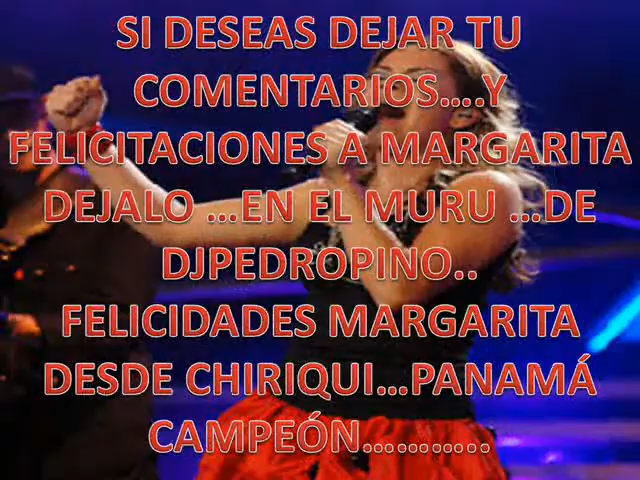 SI DESEAS DEJAR TU
COMENTARIOS….Y
FELICITACIONES A MARGARITA
DEJALO …EN EL MURU …DE
DJPEDROPINO..
FELICIDADES MARGARITA
DESDE CHIRIQUI…PANAMÁ
CAMPEÓN………..